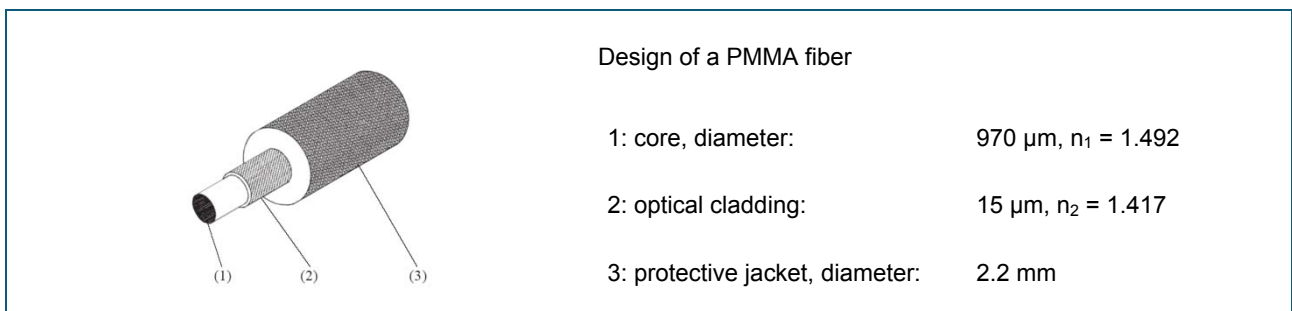 Design of a PMMA fiber
1: core, diameter: 970 µm, n₁ = 1.492
2: optical cladding: 15 µm, n₂ = 1.417
3: protective jacket, diameter: 2.2 mm
(1) (2) (3)